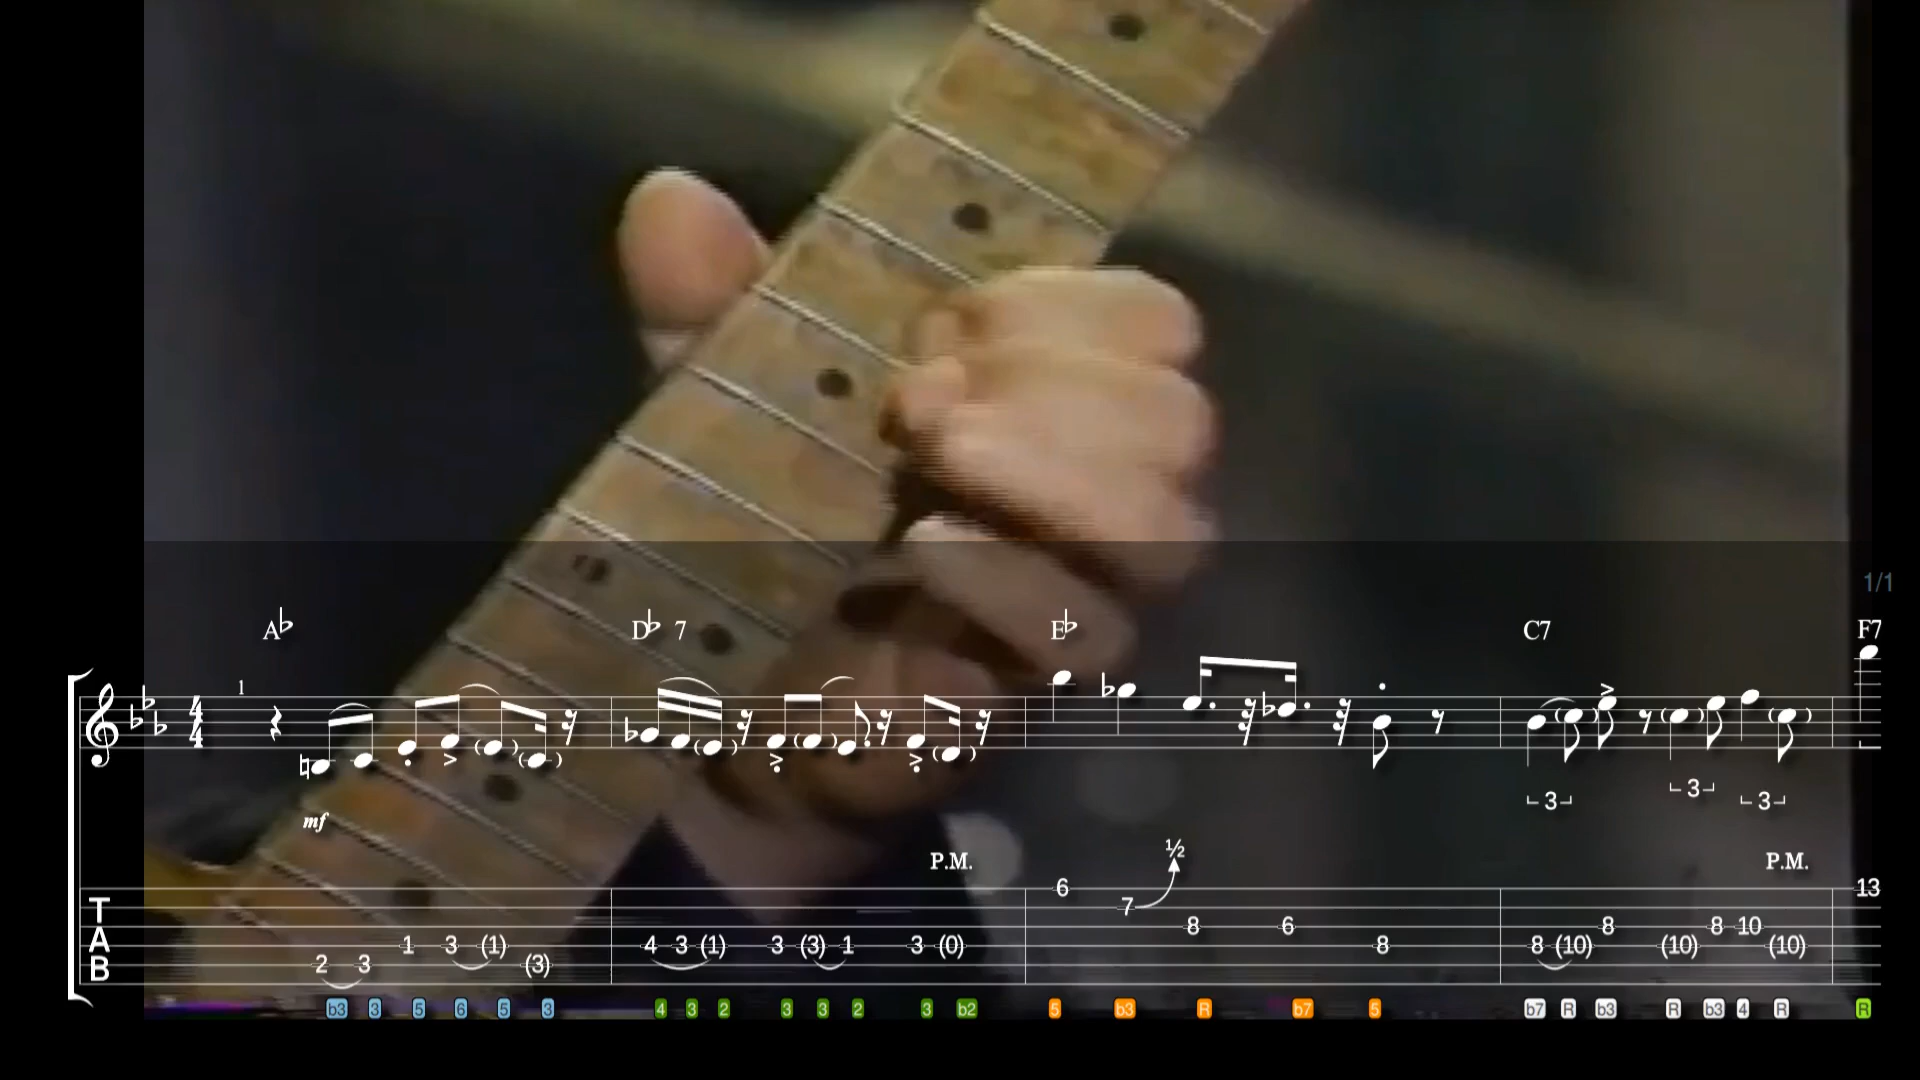 1/1
A♭ D♭ 7 E♭ C7 F7
4
4
1
3 3 3
mf
P.M. P.M.
½
T
A
B
6 13
7
8 6 8 8 10
1 3 (1) 4 3 (1) 3 (3) 1 3 (0) 8 8 (10) (10) (10)
2 3 (3)
b3 3 5 6 5 3 4 3 2 3 3 2 3 b2 5 b3 R b7 5 b7 R b3 R b3 4 R R